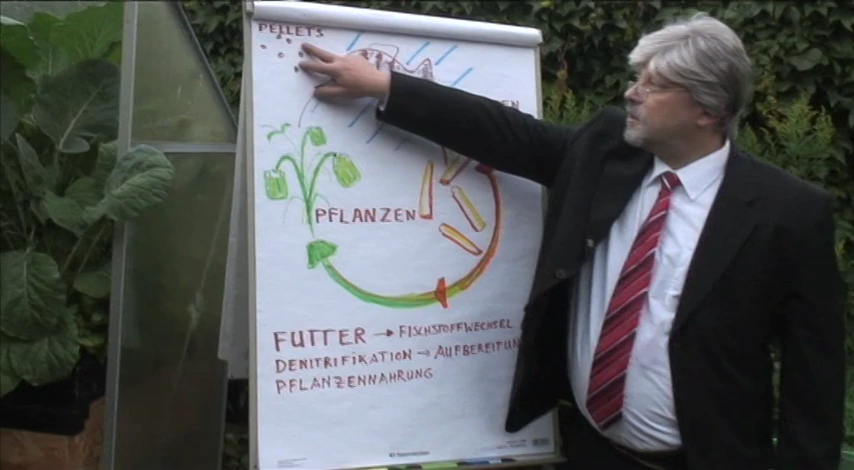 PELLETS
PFLANZEN
FUTTER → FISCHSTOFFWECHSEL
DENITRIFIKATION → AUFBEREITUN
PFLANZENNAHRUNG